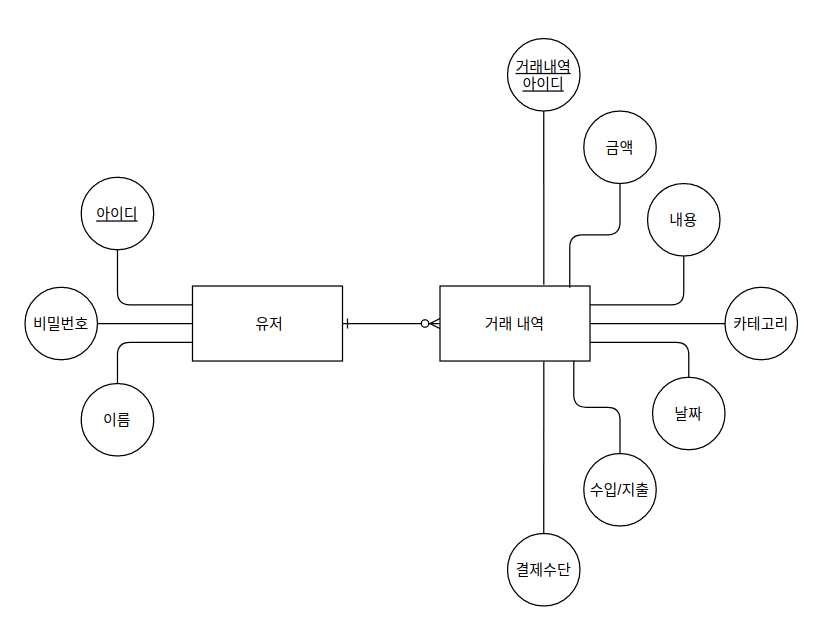 거래내역
아이디
금액
아이디
내용
비밀번호
유저
거래 내역
카테고리
이름
날짜
수입/지출
결제수단